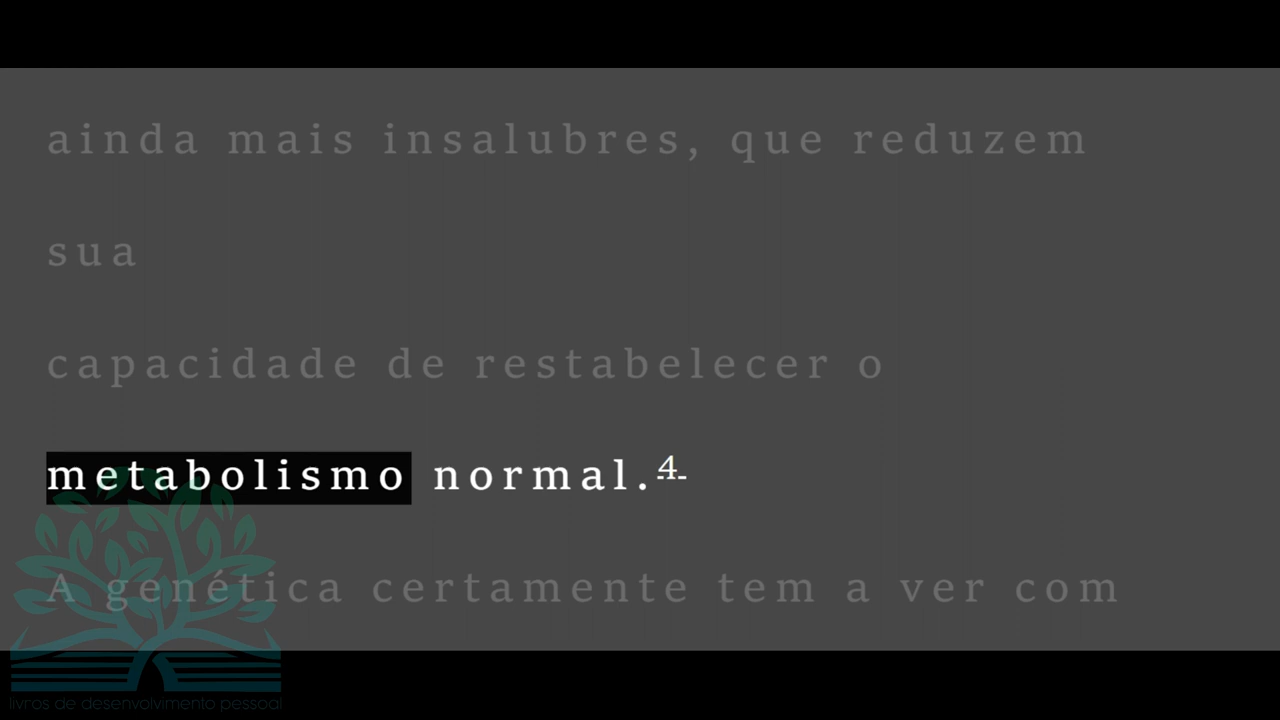 ainda mais insalubres, que reduzem
sua
capacidade de restabelecer o
metabolismo normal.4
A genética certamente tem a ver com
livros de desenvolvimento pessoal